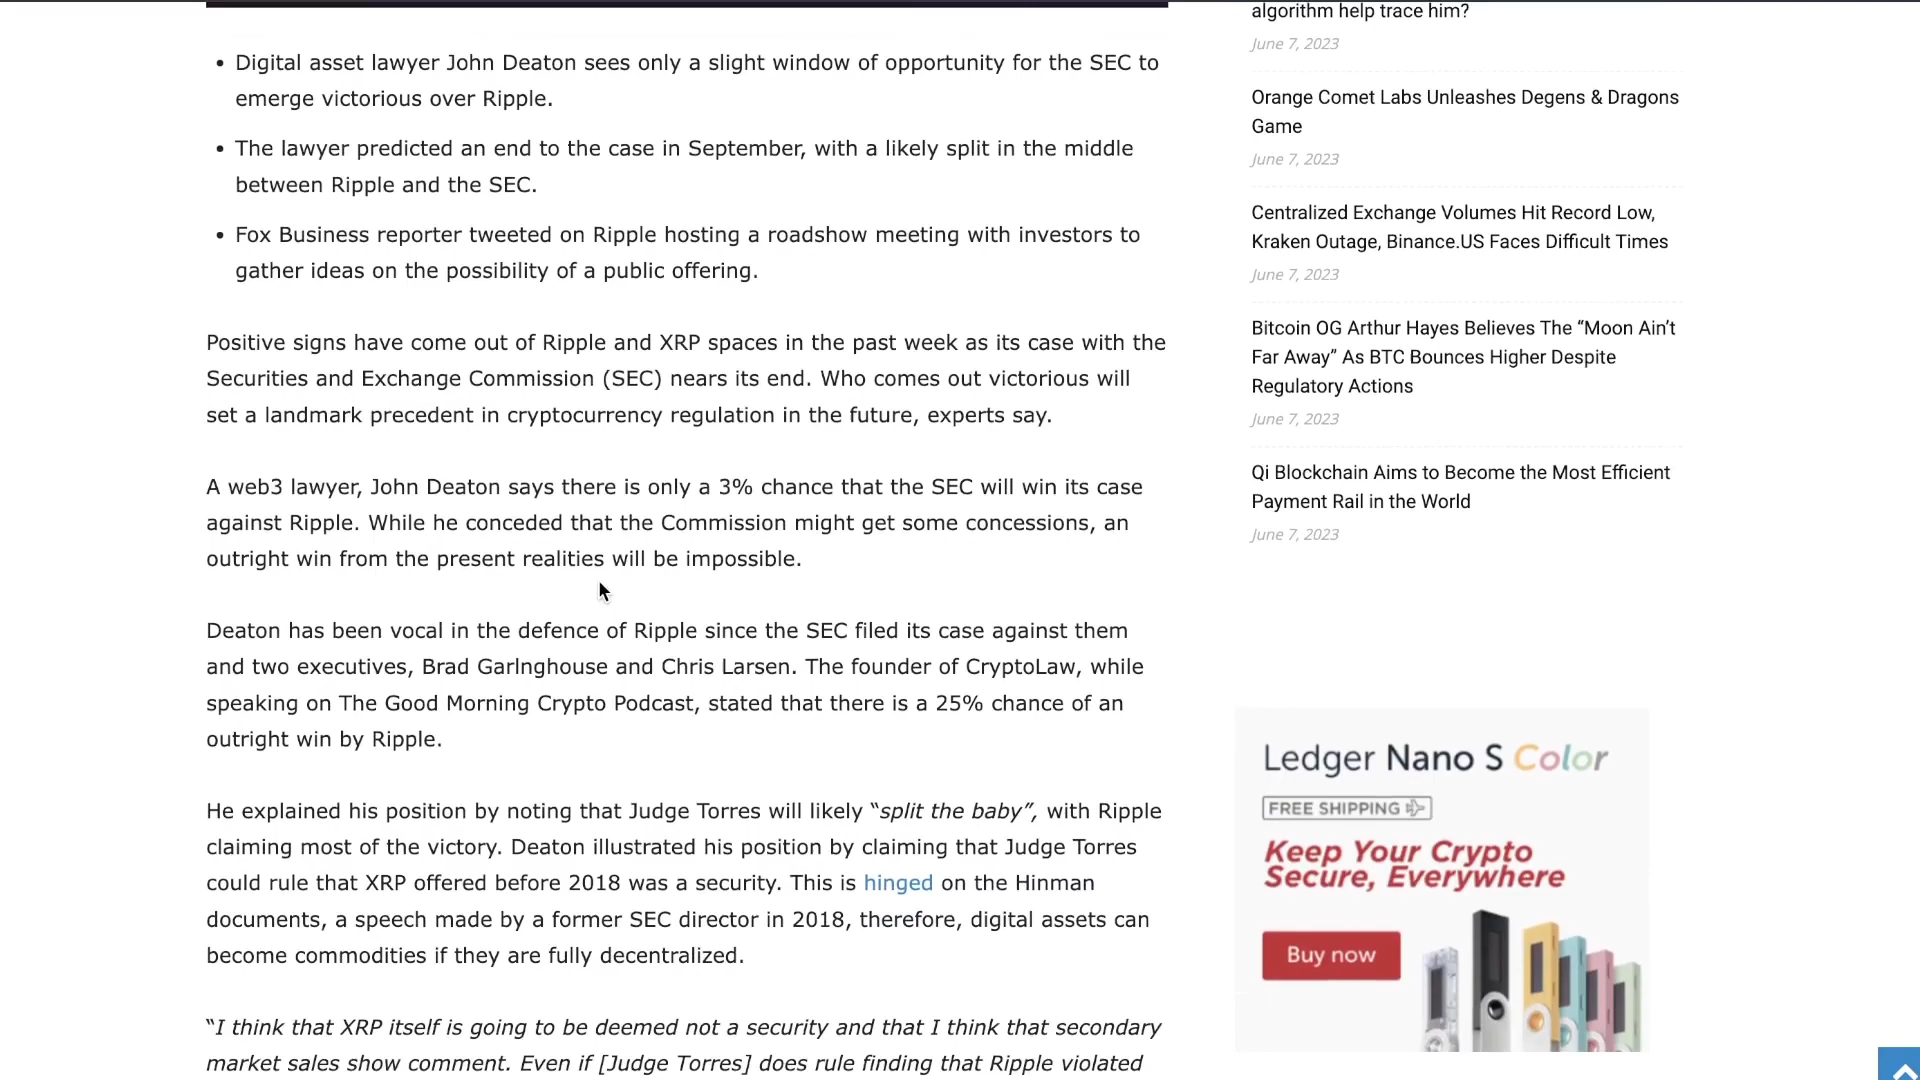 Digital asset lawyer John Deaton sees only a slight window of opportunity for the SEC to
emerge victorious over Ripple.
The lawyer predicted an end to the case in September, with a likely split in the middle
between Ripple and the SEC.
Fox Business reporter tweeted on Ripple hosting a roadshow meeting with investors to
gather ideas on the possibility of a public offering.
Positive signs have come out of Ripple and XRP spaces in the past week as its case with the
Securities and Exchange Commission (SEC) nears its end. Who comes out victorious will
set a landmark precedent in cryptocurrency regulation in the future, experts say.
A web3 lawyer, John Deaton says there is only a 3% chance that the SEC will win its case
against Ripple. While he conceded that the Commission might get some concessions, an
outright win from the present realities will be impossible.
Deaton has been vocal in the defence of Ripple since the SEC filed its case against them
and two executives, Brad Garlnghouse and Chris Larsen. The founder of CryptoLaw, while
speaking on The Good Morning Crypto Podcast, stated that there is a 25% chance of an
outright win by Ripple.
He explained his position by noting that Judge Torres will likely “split the baby”, with Ripple
claiming most of the victory. Deaton illustrated his position by claiming that Judge Torres
could rule that XRP offered before 2018 was a security. This is hinged on the Hinman
documents, a speech made by a former SEC director in 2018, therefore, digital assets can
become commodities if they are fully decentralized.
“I think that XRP itself is going to be deemed not a security and that I think that secondary
market sales show comment. Even if [Judge Torres] does rule finding that Ripple violated
algorithm help trace him?
June 7, 2023
Orange Comet Labs Unleashes Degens & Dragons
Game
June 7, 2023
Centralized Exchange Volumes Hit Record Low,
Kraken Outage, Binance.US Faces Difficult Times
June 7, 2023
Bitcoin OG Arthur Hayes Believes The “Moon Ain’t
Far Away” As BTC Bounces Higher Despite
Regulatory Actions
June 7, 2023
Qi Blockchain Aims to Become the Most Efficient
Payment Rail in the World
June 7, 2023
Ledger Nano S Color
FREE SHIPPING
Keep Your Crypto
Secure, Everywhere
Buy now